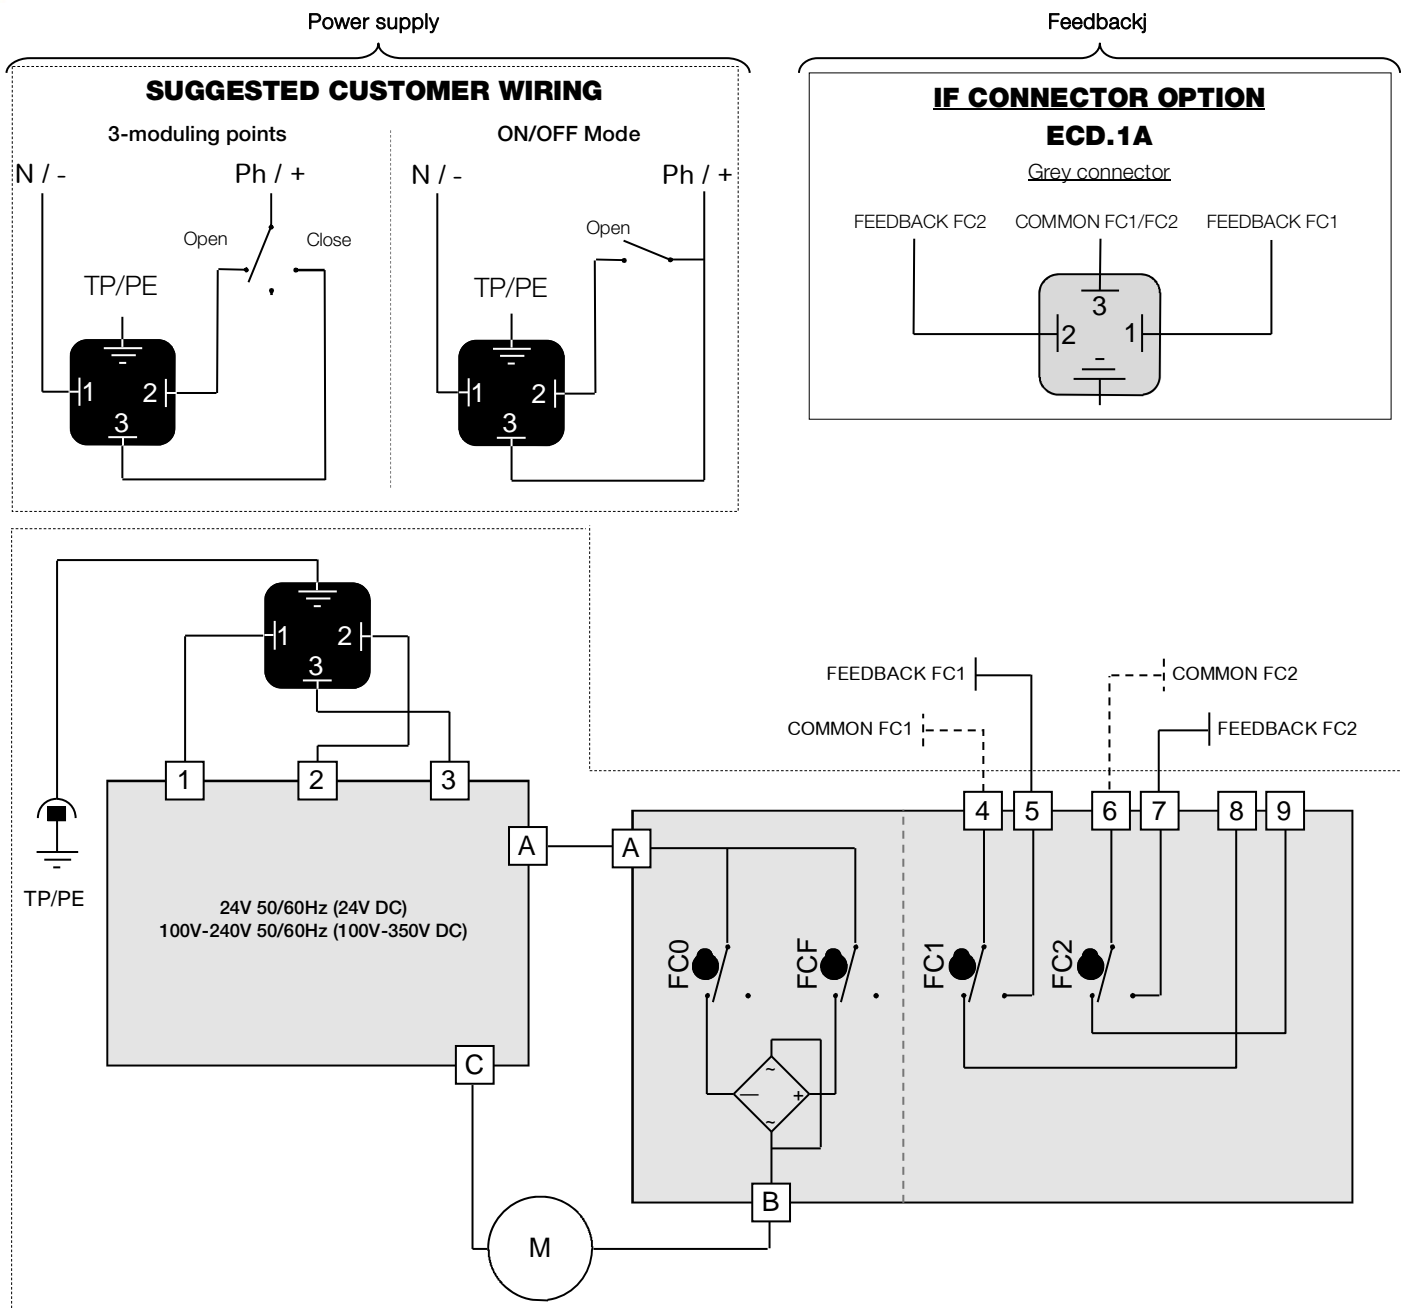 Power supply
Feedbackj
SUGGESTED CUSTOMER WIRING
3-moduling points
ON/OFF Mode
N / -
Ph / +
N / -
Ph / +
Open
Close
Open
TP/PE
TP/PE
1
2
3
1
2
3
IF CONNECTOR OPTION
ECD.1A
Grey connector
FEEDBACK FC2
COMMON FC1/FC2
FEEDBACK FC1
3
2
1
1
2
3
FEEDBACK FC1
COMMON FC2
COMMON FC1
FEEDBACK FC2
1
2
3
4
5
6
7
8
9
A
A
TP/PE
24V 50/60Hz (24V DC)
100V-240V 50/60Hz (100V-350V DC)
FC0
FCF
FC1
FC2
C
~
—
+
~
B
M